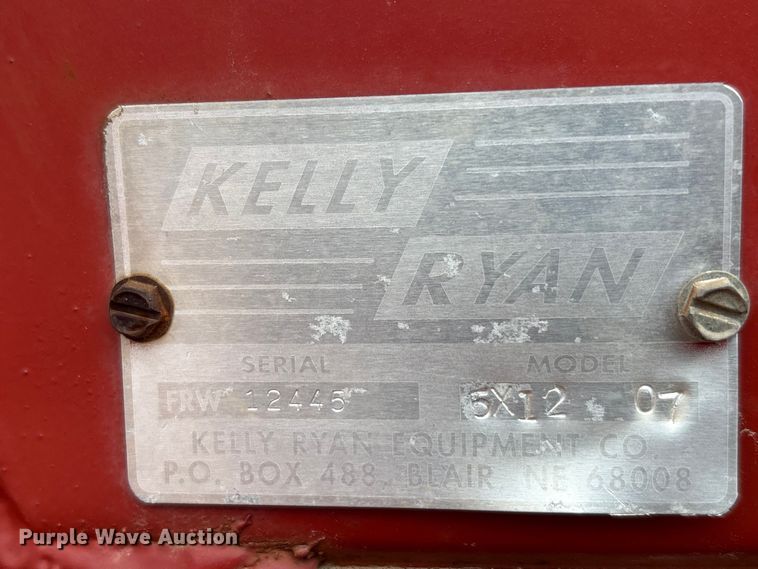 KELLY
RYAN
SERIAL MODEL
FRW 12445 5X12 07
KELLY RYAN EQUIPMENT CO.
P.O. BOX 488 BLAIR, NE 68008
Purple Wave Auction